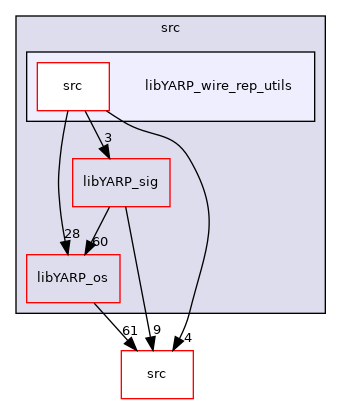 src
src
libYARP_wire_rep_utils
3
libYARP_sig
28
60
libYARP_os
61
9
4
src